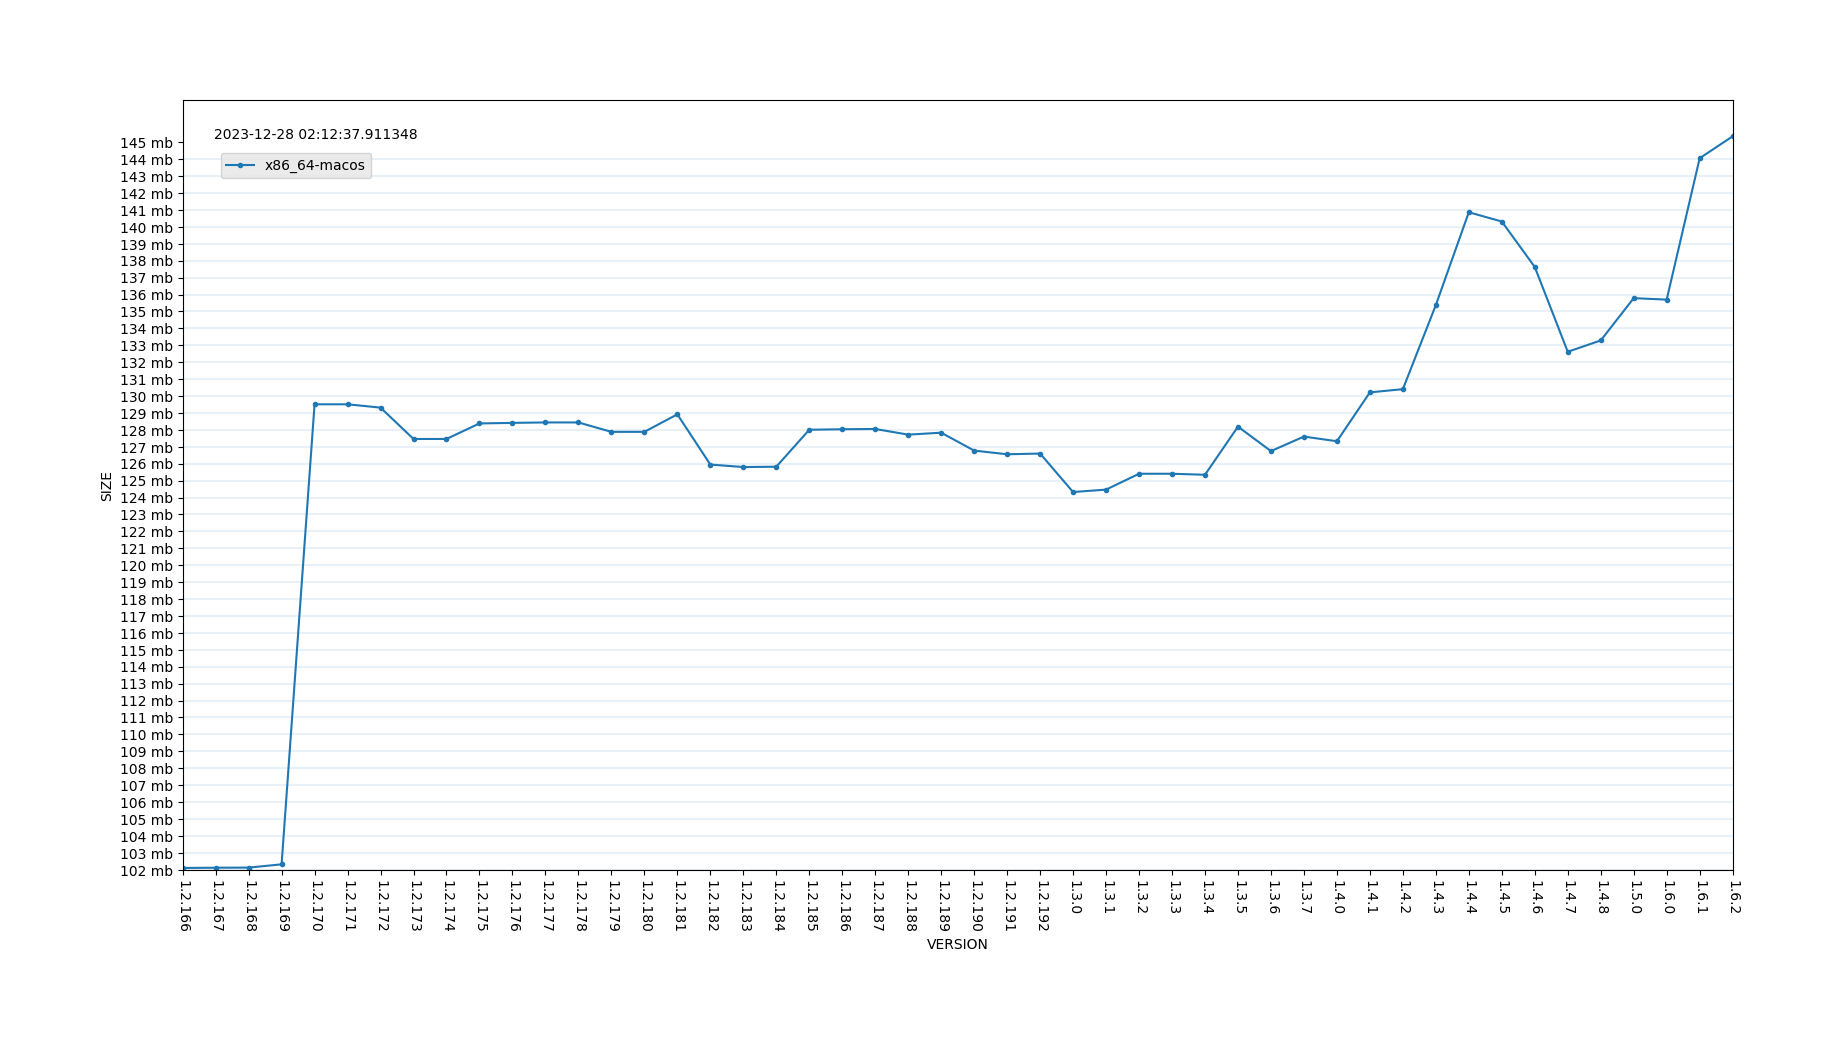 2023-12-28 02:12:37.911348
x86_64-macos
145 mb
144 mb
143 mb
142 mb
141 mb
140 mb
139 mb
138 mb
137 mb
136 mb
135 mb
134 mb
133 mb
132 mb
131 mb
130 mb
129 mb
128 mb
127 mb
126 mb
125 mb
124 mb
123 mb
122 mb
121 mb
120 mb
119 mb
118 mb
117 mb
116 mb
115 mb
114 mb
113 mb
112 mb
111 mb
110 mb
109 mb
108 mb
107 mb
106 mb
105 mb
104 mb
103 mb
102 mb
SIZE
1.2.166
1.2.167
1.2.168
1.2.169
1.2.170
1.2.171
1.2.172
1.2.173
1.2.174
1.2.175
1.2.176
1.2.177
1.2.178
1.2.179
1.2.180
1.2.181
1.2.182
1.2.183
1.2.184
1.2.185
1.2.186
1.2.187
1.2.188
1.2.189
1.2.190
1.2.191
1.2.192
1.3.0
1.3.1
1.3.2
1.3.3
1.3.4
1.3.5
1.3.6
1.3.7
1.4.0
1.4.1
1.4.2
1.4.3
1.4.4
1.4.5
1.4.6
1.4.7
1.4.8
1.5.0
1.6.0
1.6.1
1.6.2
VERSION